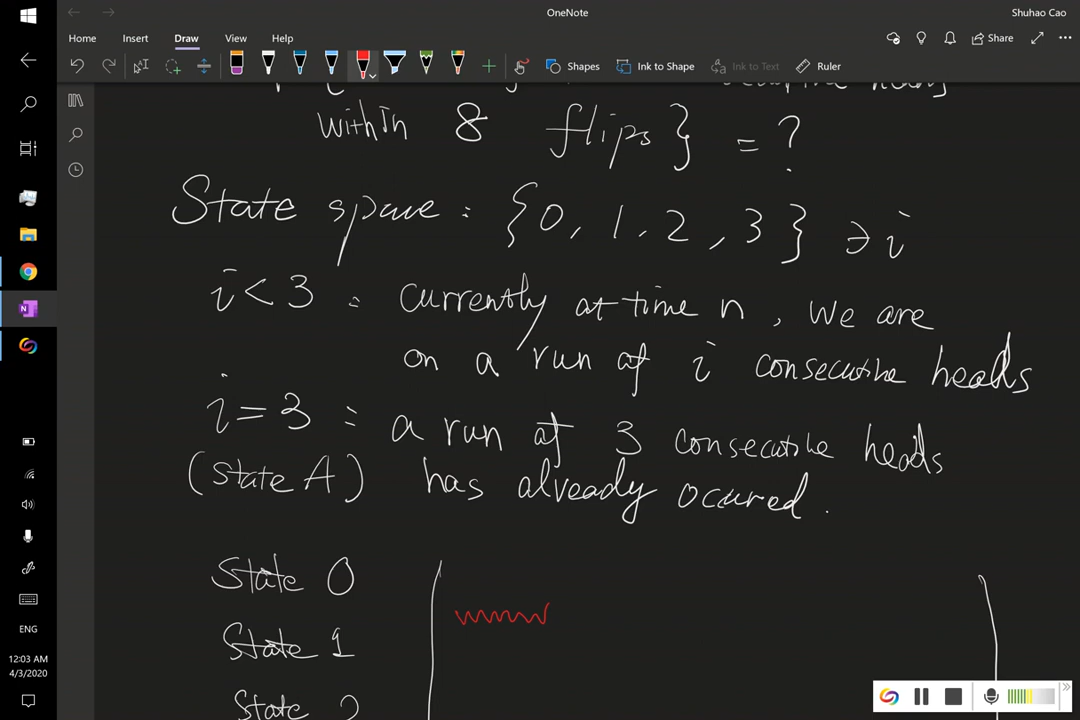 OneNote
Shuhao Cao
Home Insert Draw View Help
Share
Shapes Ink to Shape Ink to Text Ruler
within 8 flips} = ?
State space : {0, 1, 2, 3} ∋ i
i < 3 : currently at time n, we are
on a run of i consecutive heads
i = 3 : a run of 3 consecutive heads
(state A) has already ocurred.
State 0
State 1
State 2
ENG
12:03 AM
4/3/2020